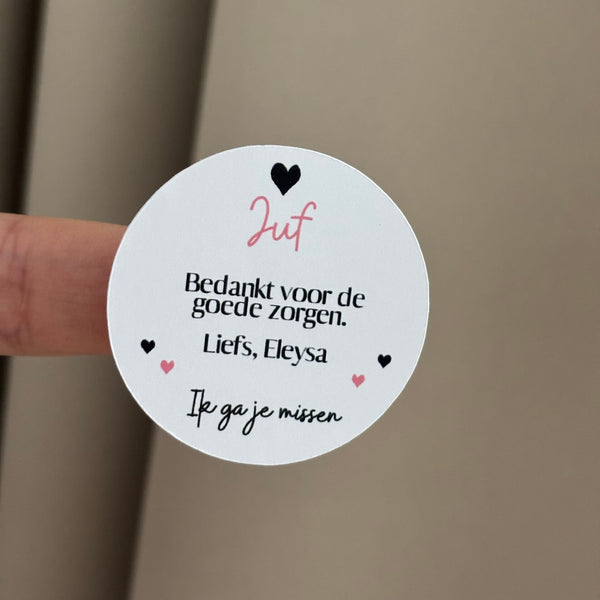 Juf
Bedankt voor de
goede zorgen.
Liefs, Eleysa
Ik ga je missen